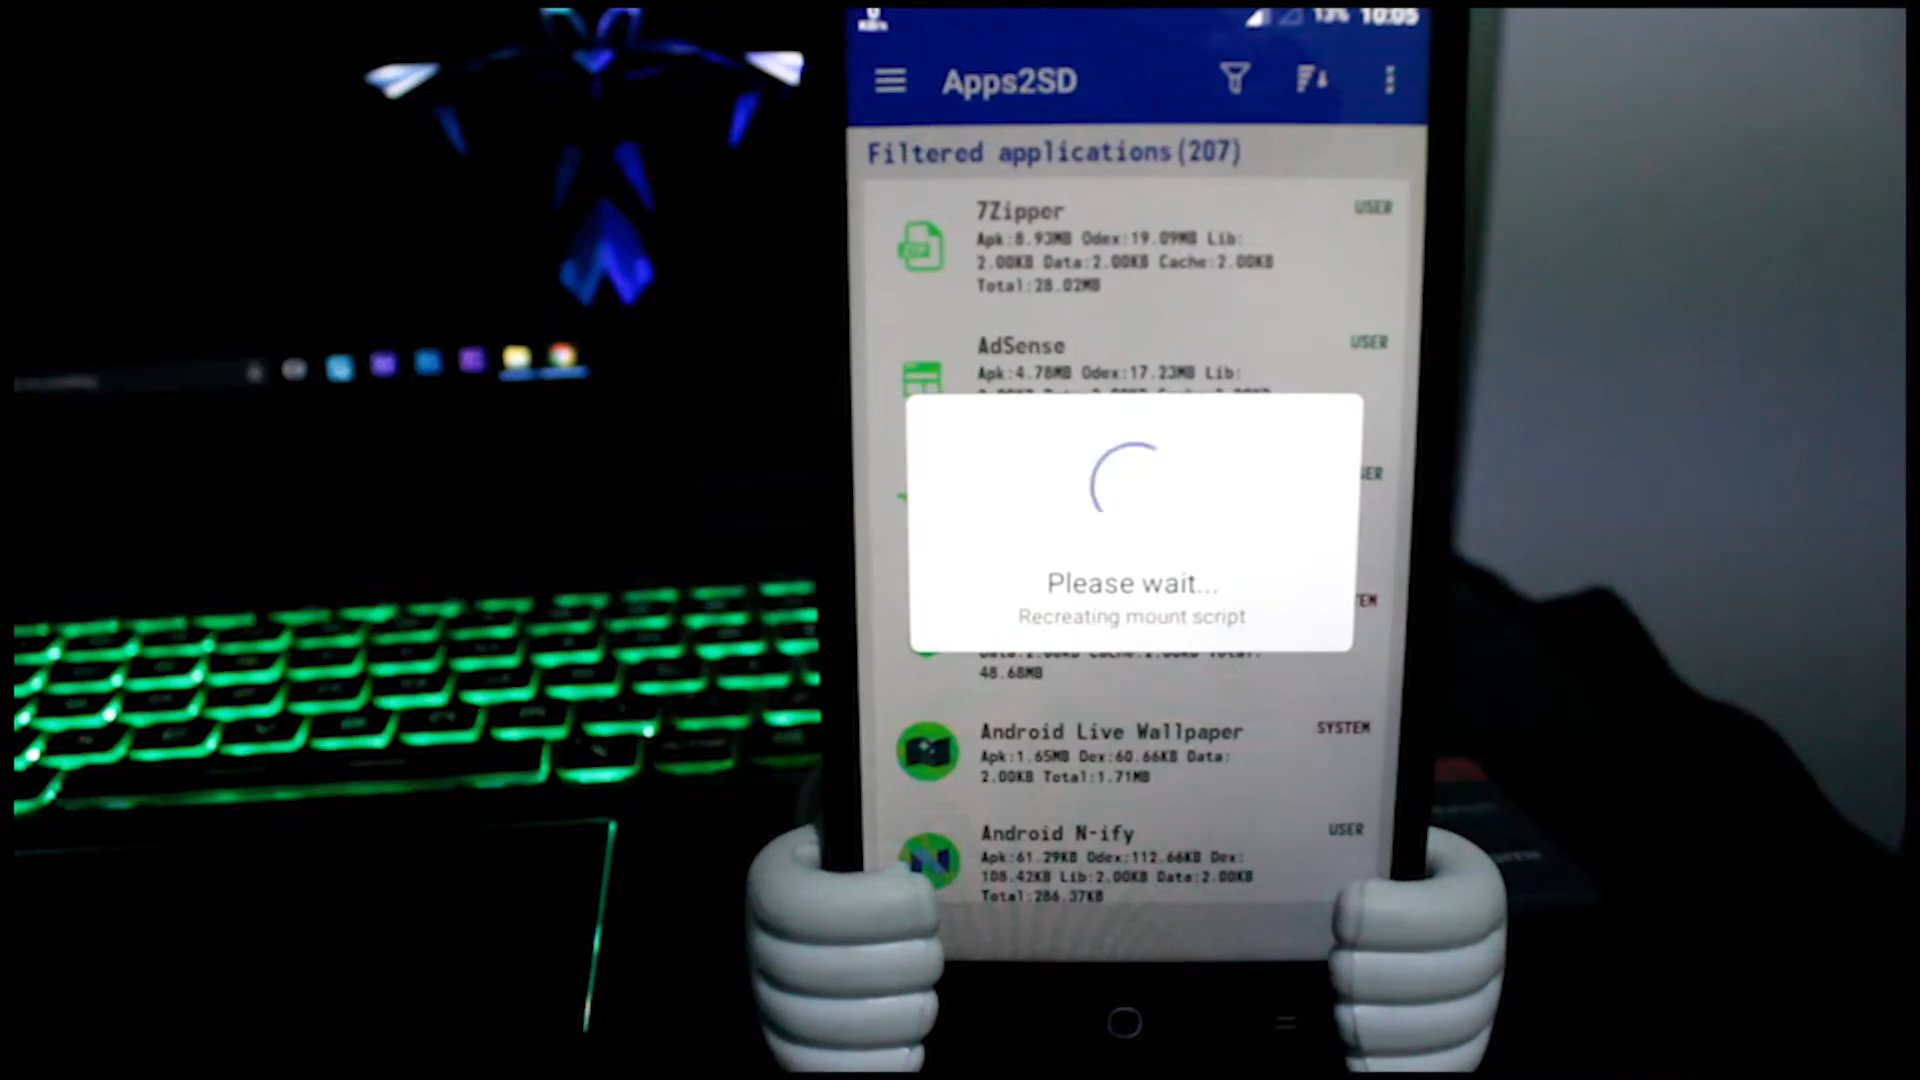 13% 10:05
Apps2SD
Filtered applications(207)
7Zipper
USER
Apk:8.93MB Odex:19.09MB Lib:
2.00KB Data:2.00KB Cache:2.00KB
Total:28.02MB
AdSense
USER
Apk:4.78MB Odex:17.23MB Lib:
Please wait...
Recreating mount script
48.68MB
Android Live Wallpaper
SYSTEM
Apk:1.65MB Dex:60.66KB Data:
2.00KB Total:1.71MB
Android N-ify
USER
Apk:61.29KB Odex:112.66KB Dex:
108.42KB Lib:2.00KB Data:2.00KB
Total:286.37KB